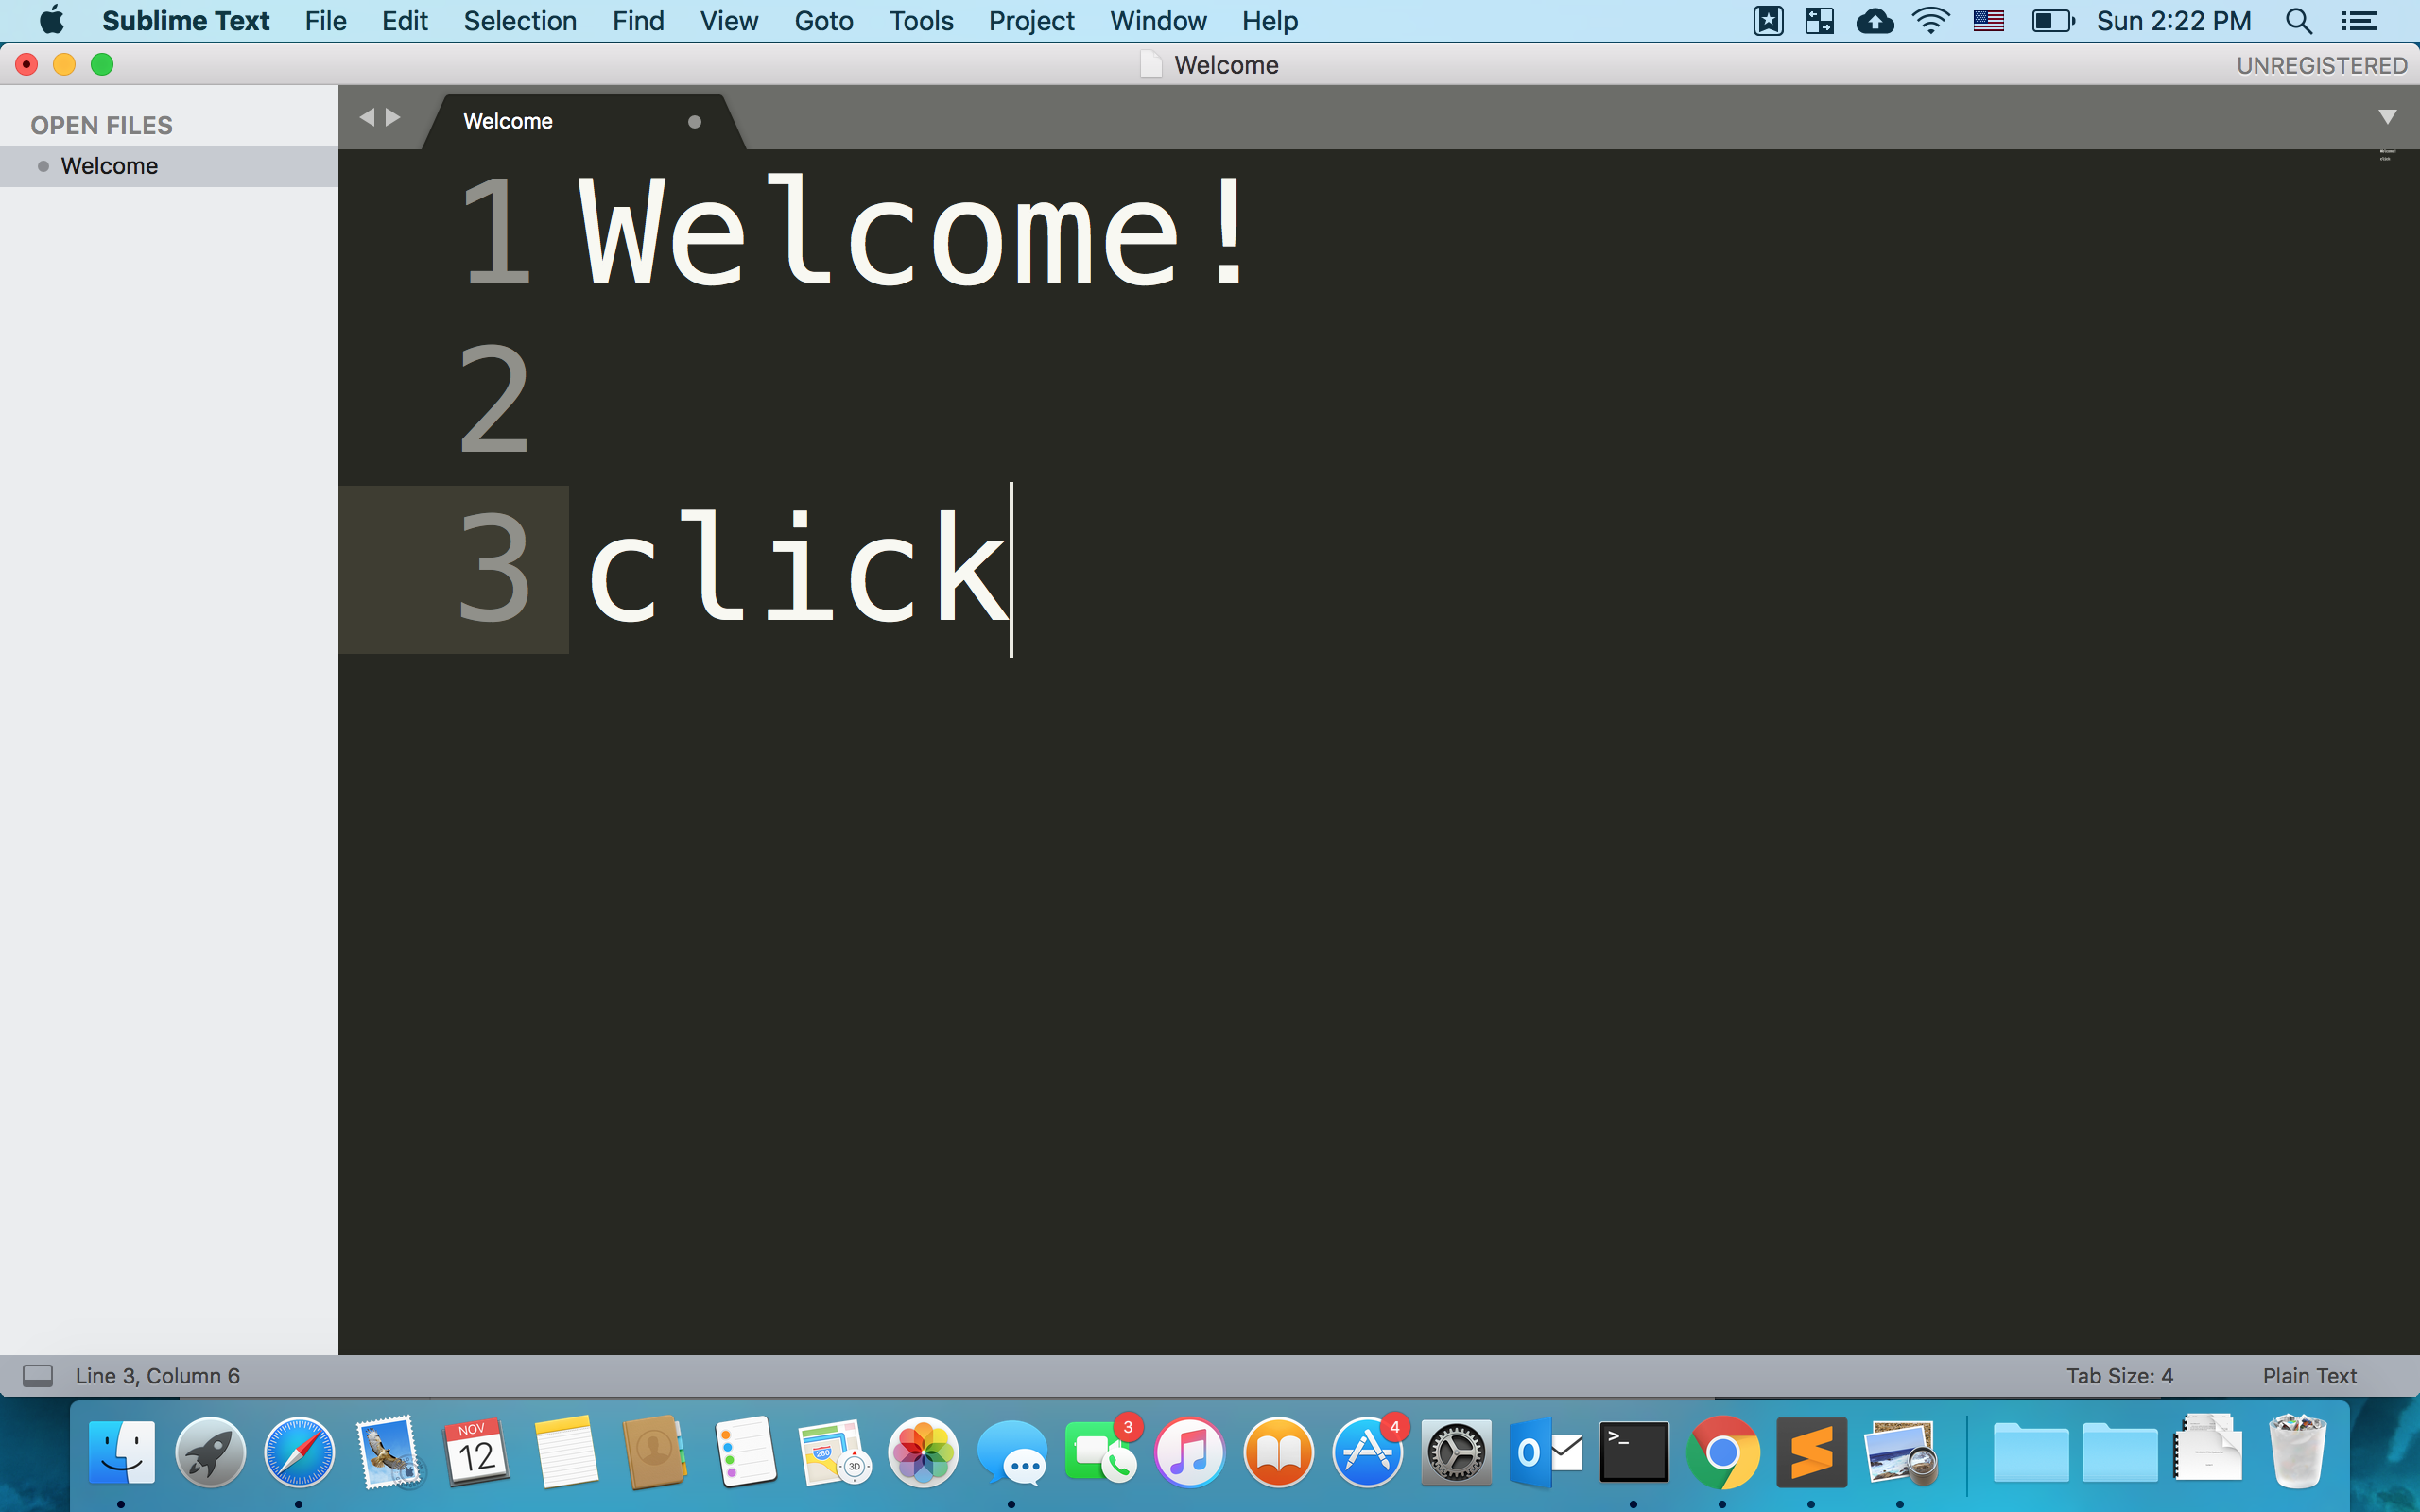 Sublime Text File Edit Selection Find View Goto Tools Project Window Help Sun 2:22 PM
Welcome UNREGISTERED
OPEN FILES
Welcome
Welcome
1 Welcome!
2
3 click
Line 3, Column 6 Tab Size: 4 Plain Text
NOV
12
280
3D
3
4
O
>_